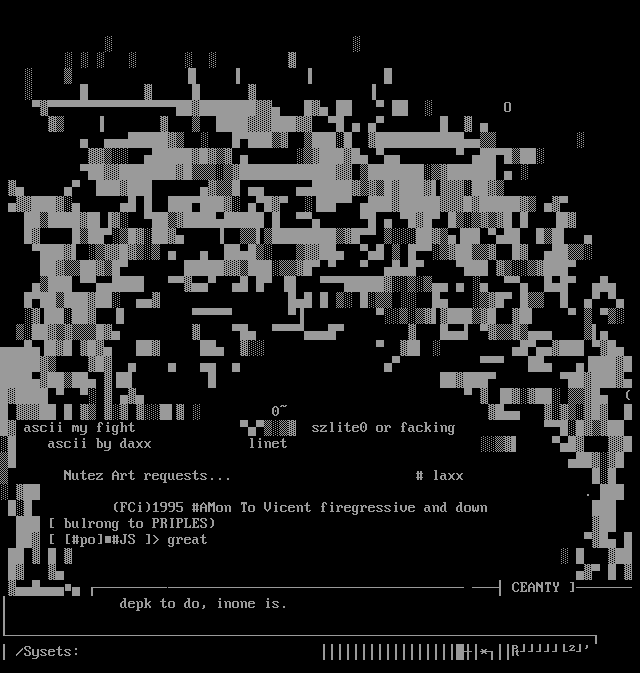 O
0~
ascii my fight szlite0 or facking
ascii by daxx linet
Nutez Art requests... # laxx
(FCi)1995 #AMon To Vicent firegressive and down
[ bulrong to PRIPLES)
[ [#po]■#JS ]> great
CEANTY ]
depk to do, inone is.
/Sysets: